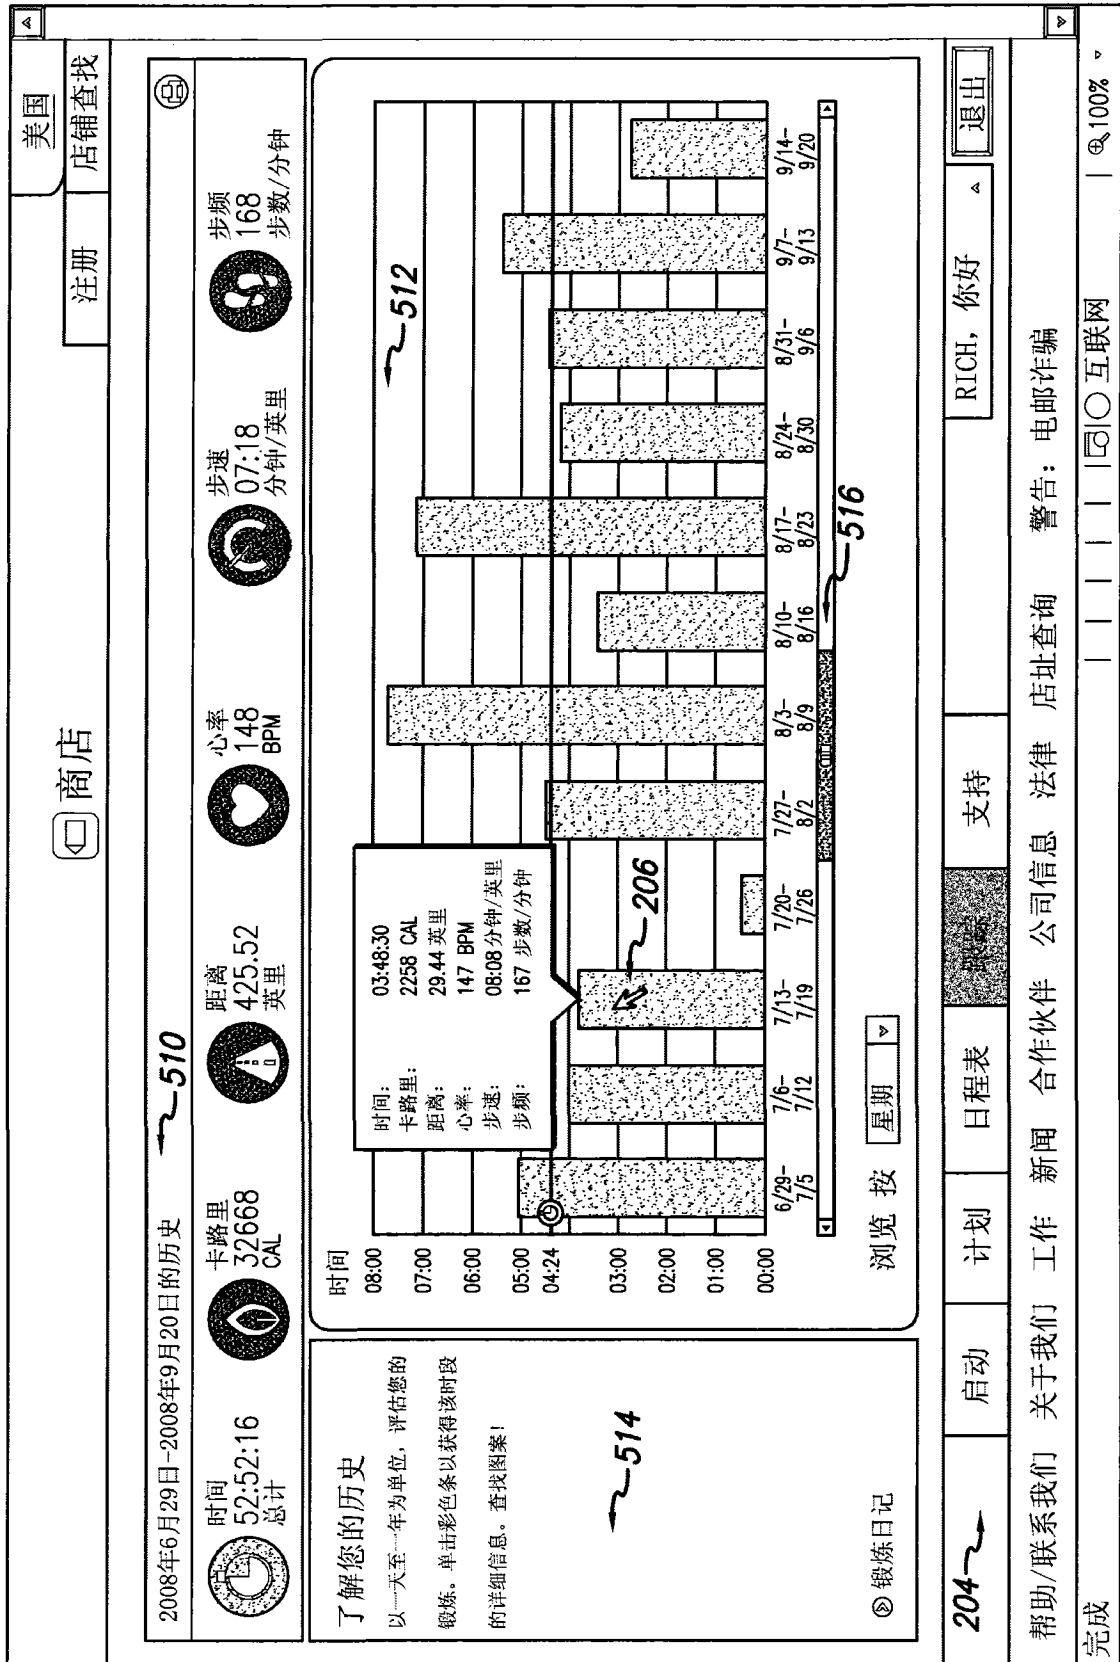 美国
商店
注册
店铺查找
2008年6月29日-2008年9月20日的历史
510
时间
52:52:16
总计
卡路里
32668
CAL
距离
425.52
英里
心率
148
BPM
步速
07:18
分钟/英里
步频
168
步数/分钟
了解您的历史
以一天至一年为单位，评估您的
锻炼。单击彩色条以获得该时段
的详细信息。查找图案！
514
锻炼日记
时间
08:00
07:00
06:00
05:00
04:24
03:00
02:00
01:00
00:00
时间： 03:48:30
卡路里： 2258 CAL
距离： 29.44 英里
心率： 147 BPM
步速： 08:08 分钟/英里
步频： 167 步数/分钟
512
206
6/29-
7/5
7/6-
7/12
7/13-
7/19
7/20-
7/26
7/27-
8/2
8/3-
8/9
8/10-
8/16
8/17-
8/23
8/24-
8/30
8/31-
9/6
9/7-
9/13
9/14-
9/20
516
浏览 按 星期
204
启动
计划
日程表
支持
RICH, 你好
退出
帮助/联系我们 关于我们 工作 新闻 合作伙伴 公司信息 法律 店址查询 警告： 电邮诈骗
完成
互联网
100%